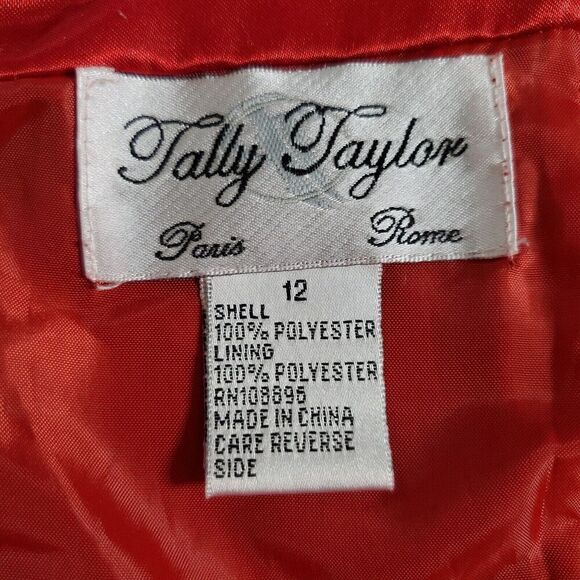 Tally Taylor
Paris Rome
12
SHELL
100% POLYESTER
LINING
100% POLYESTER
RN108896
MADE IN CHINA
CARE REVERSE
SIDE